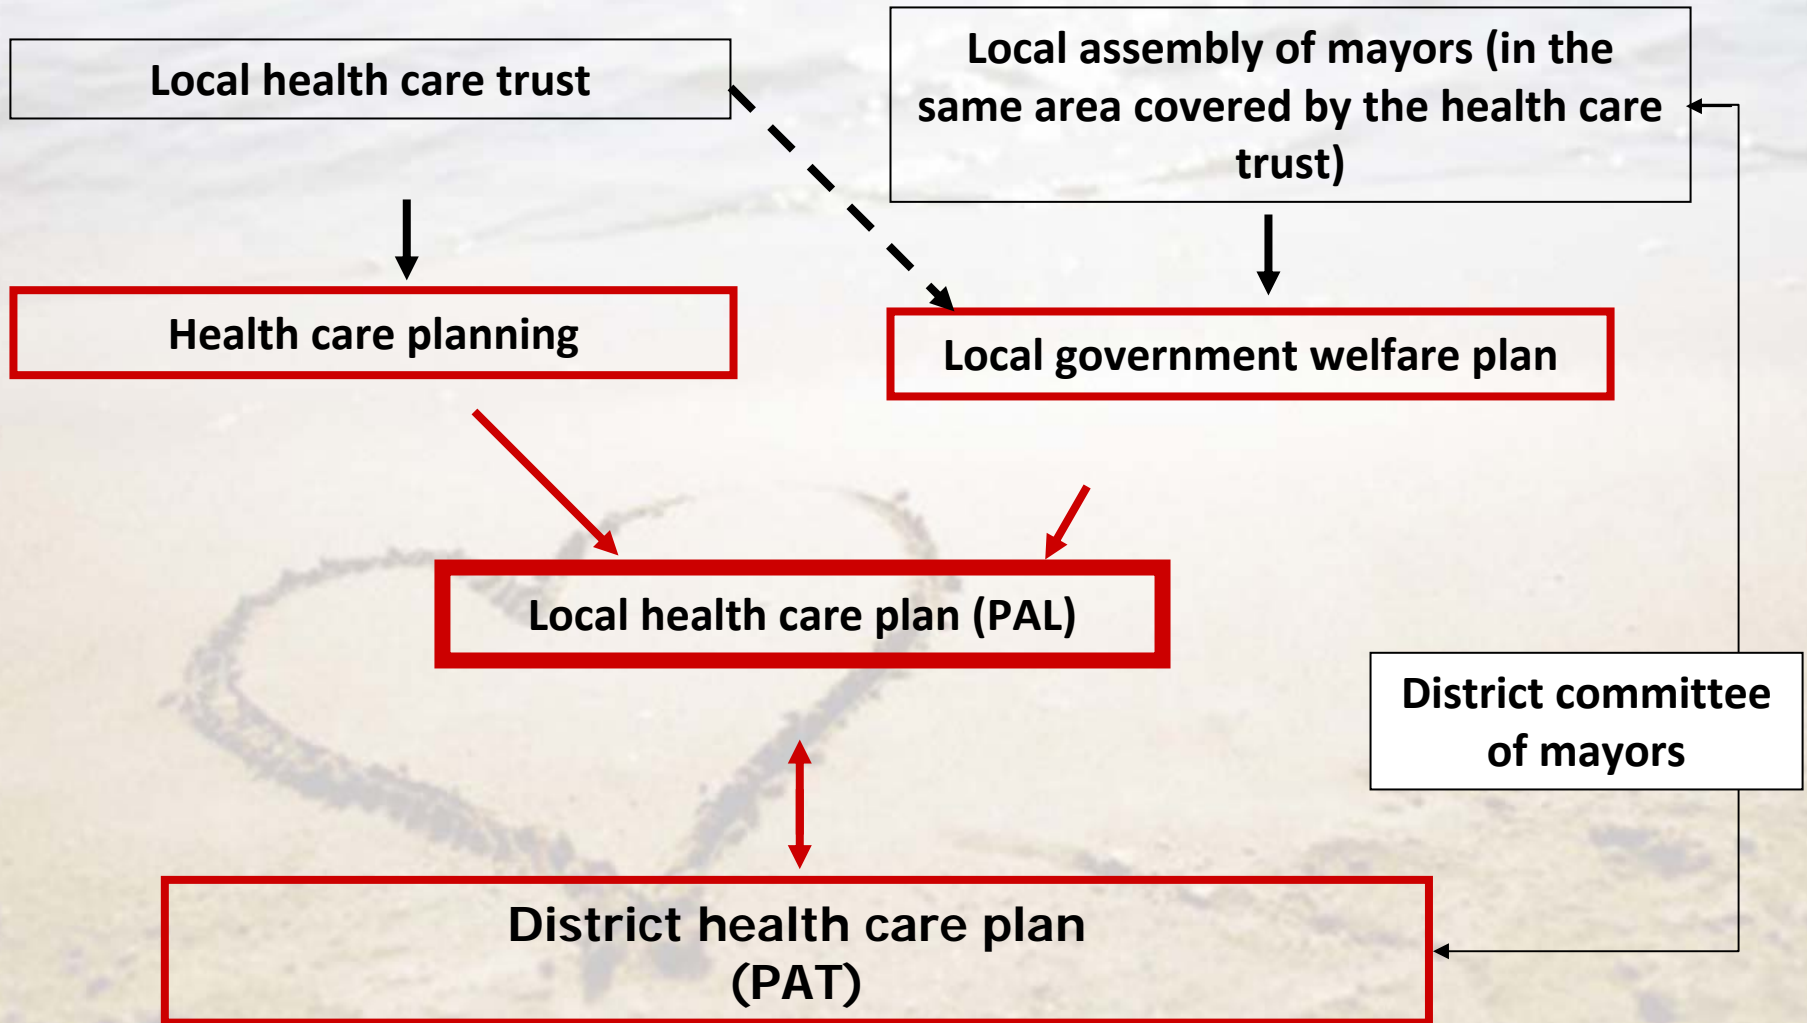 Local health care trust
Local assembly of mayors (in the
same area covered by the health care
trust)
Health care planning
Local government welfare plan
Local health care plan (PAL)
District committee
of mayors
District health care plan
(PAT)